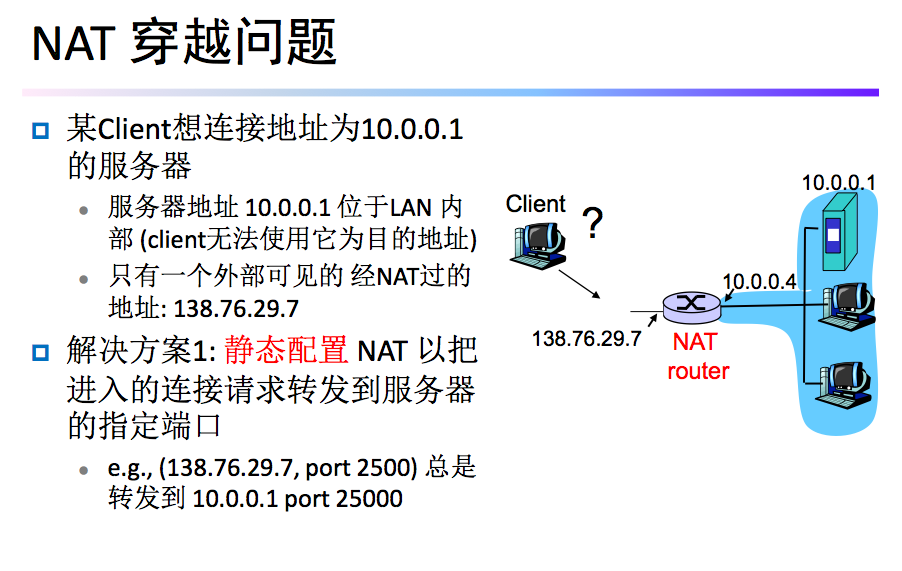 NAT 穿越问题
某Client想连接地址为10.0.0.1
的服务器
服务器地址 10.0.0.1 位于LAN 内
部 (client无法使用它为目的地址)
只有一个外部可见的 经NAT过的
地址: 138.76.29.7
解决方案1: 静态配置 NAT 以把
进入的连接请求转发到服务器
的指定端口
e.g., (138.76.29.7, port 2500) 总是
转发到 10.0.0.1 port 25000
10.0.0.1
Client
?
10.0.0.4
138.76.29.7
NAT
router